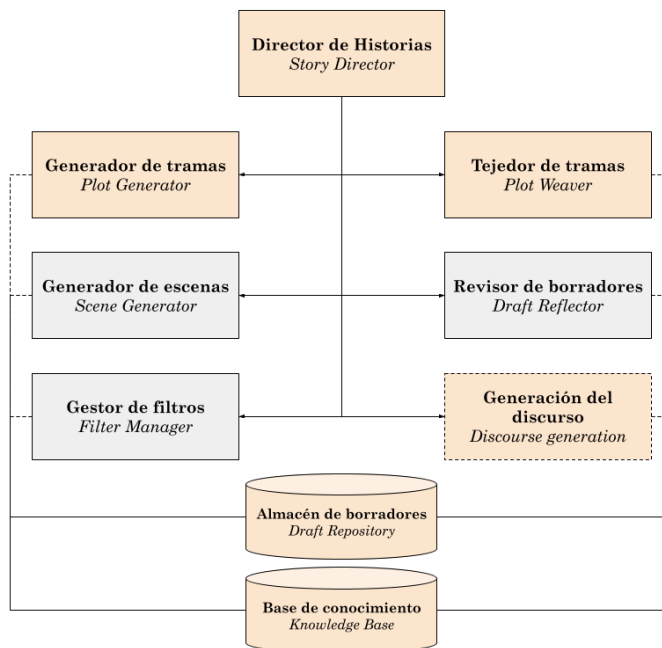 Director de Historias
Story Director
Generador de tramas
Plot Generator
Tejedor de tramas
Plot Weaver
Generador de escenas
Scene Generator
Revisor de borradores
Draft Reflector
Gestor de filtros
Filter Manager
Generación del
discurso
Discourse generation
Almacén de borradores
Draft Repository
Base de conocimiento
Knowledge Base